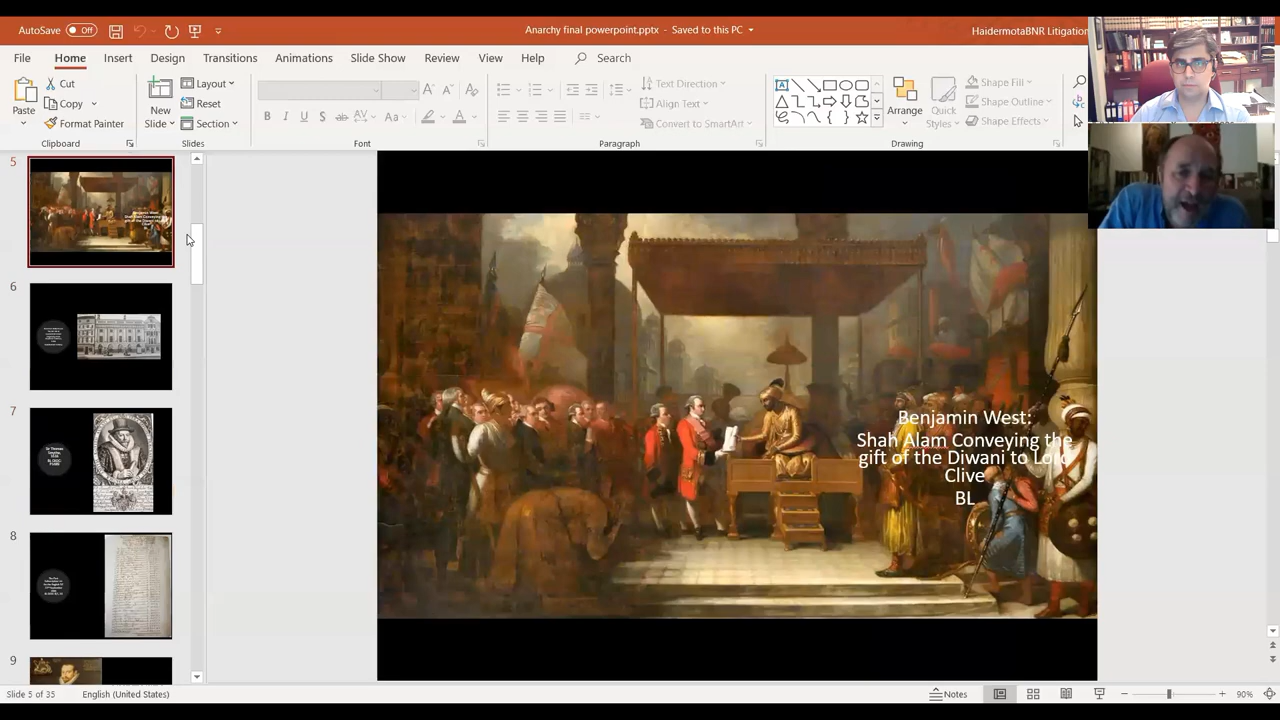 AutoSave Off
Anarchy final powerpoint.pptx - Saved to this PC
HaidermotaBNR Litigation
File Home Insert Design Transitions Animations Slide Show Review View Help Search
Paste
Cut
Copy
Format Painter
Clipboard
New
Slide
Layout
Reset
Section
Slides
Font
Text Direction
Align Text
Convert to SmartArt
Paragraph
Arrange
Quick
Styles
Shape Fill
Shape Outline
Shape Effects
Drawing
5
6
7
8
9
Benjamin West:
Shah Alam Conveying the
gift of the Diwani to Lord
Clive
BL
Slide 5 of 35
English (United States)
Notes
90%